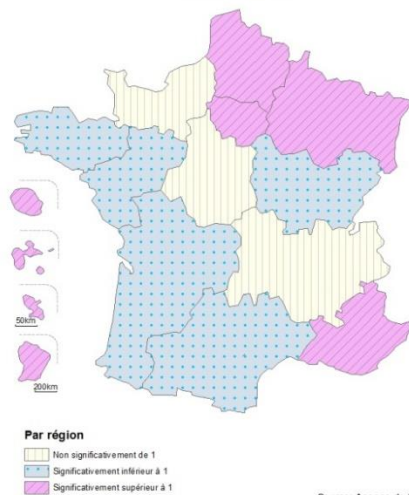 50km
200km
Par région
Non significativement de 1
Significativement inférieur à 1
Significativement supérieur à 1